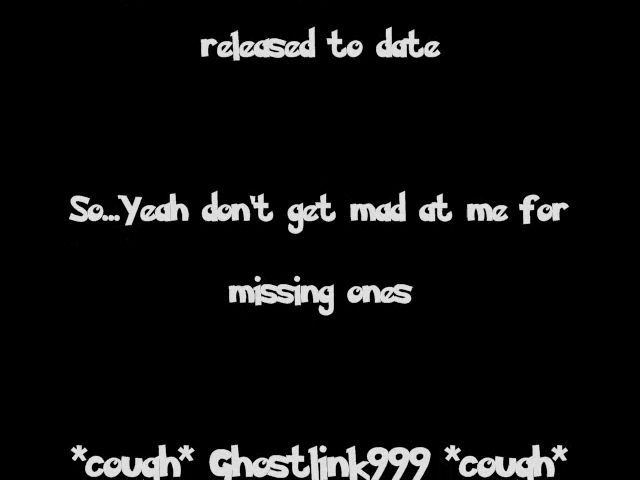 released to date
So...Yeah don't get mad at me for
missing ones
*cough* Ghostlink999 *cough*